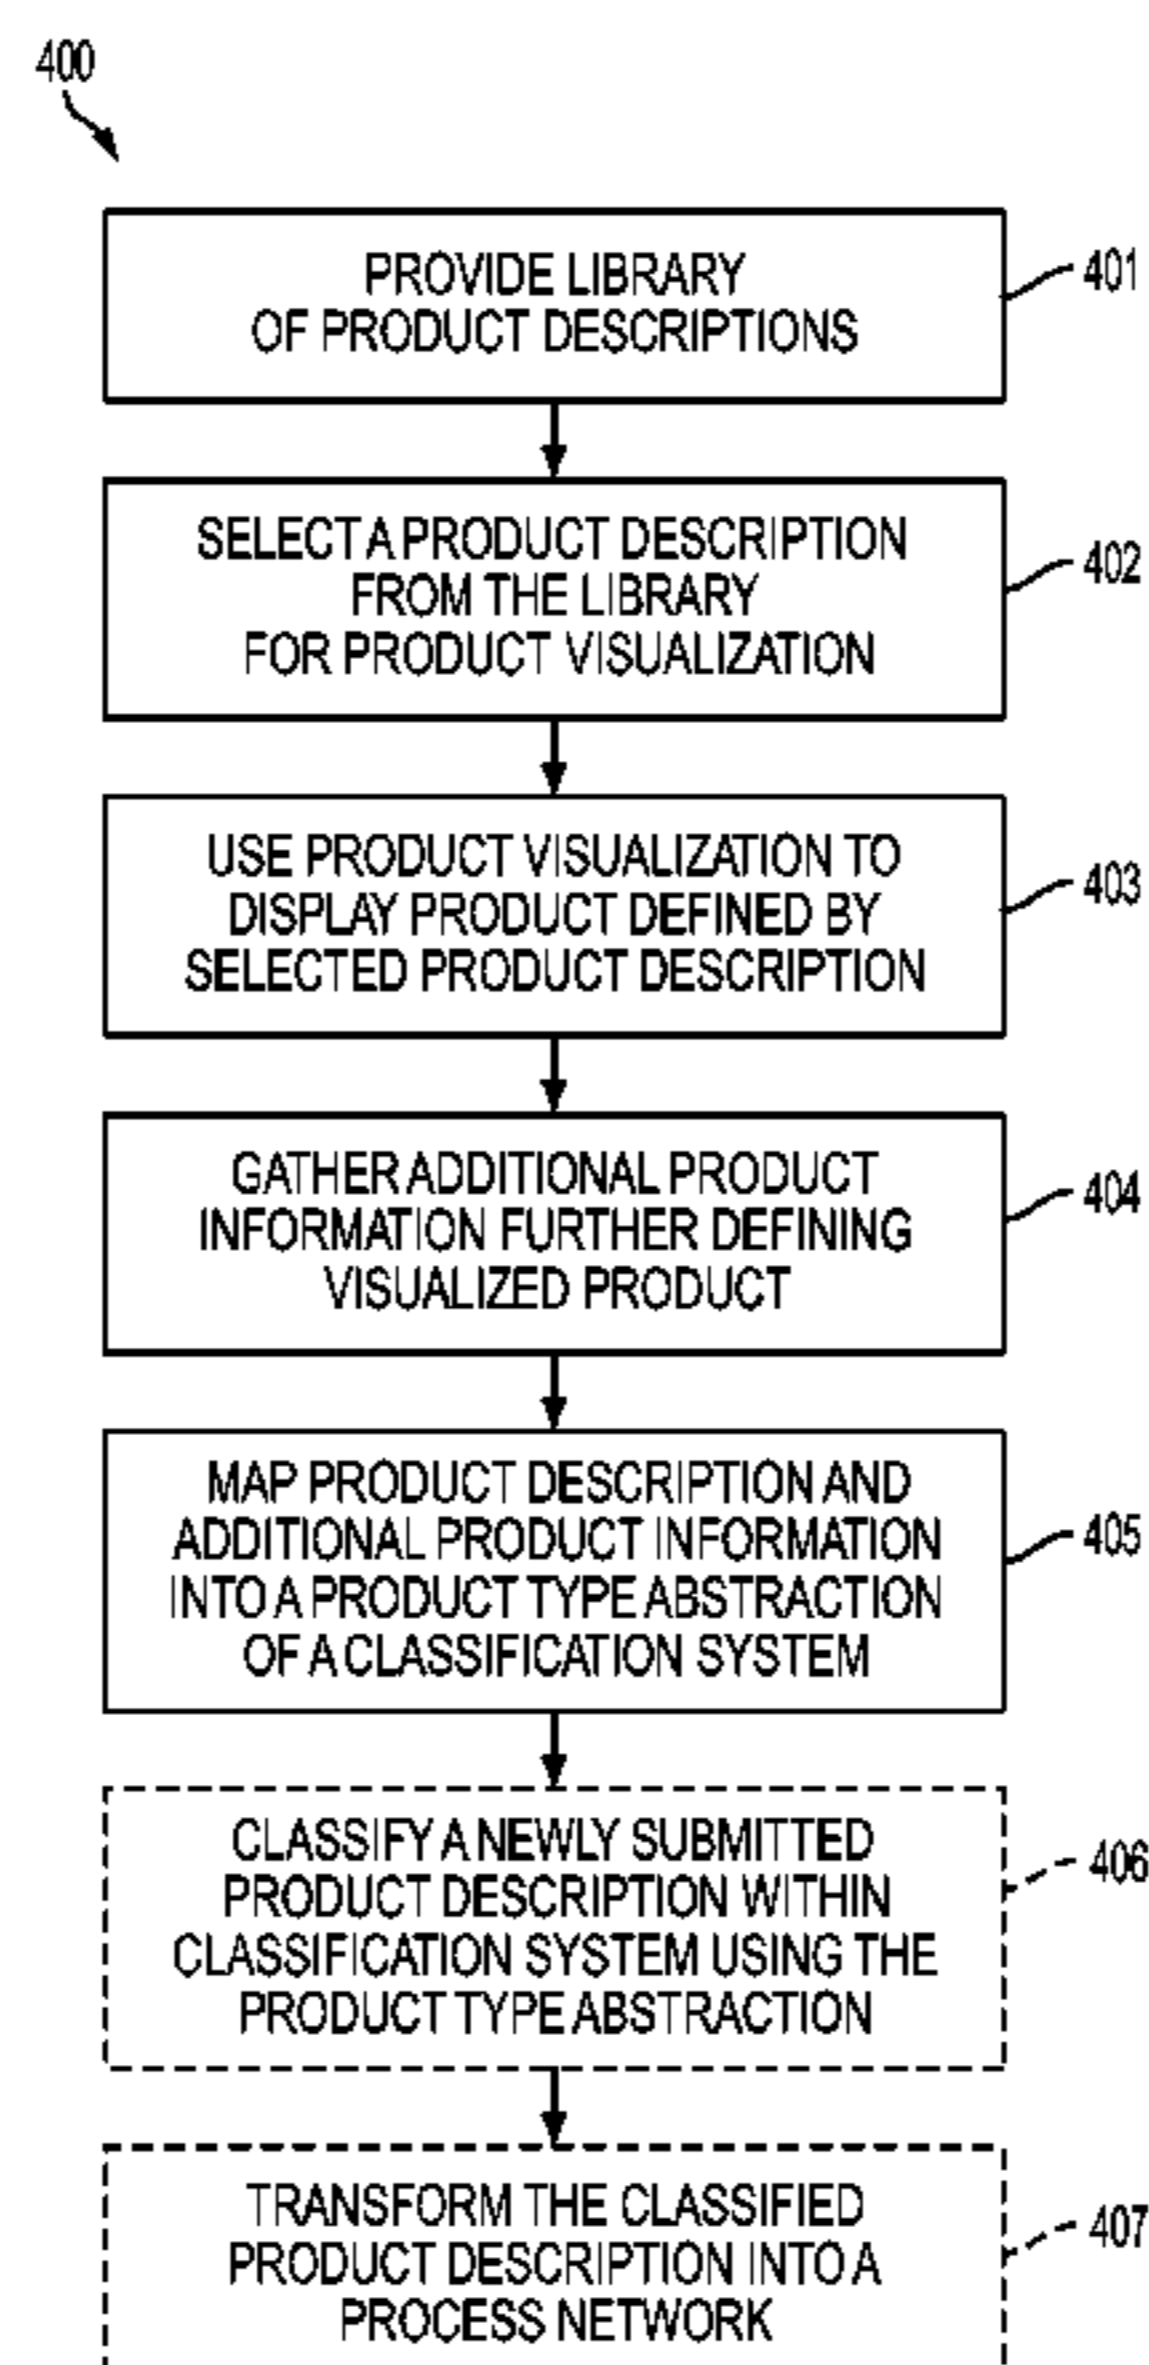 400
PROVIDE LIBRARY
OF PRODUCT DESCRIPTIONS
401
SELECT A PRODUCT DESCRIPTION
FROM THE LIBRARY
FOR PRODUCT VISUALIZATION
402
USE PRODUCT VISUALIZATION TO
DISPLAY PRODUCT DEFINED BY
SELECTED PRODUCT DESCRIPTION
403
GATHER ADDITIONAL PRODUCT
INFORMATION FURTHER DEFINING
VISUALIZED PRODUCT
404
MAP PRODUCT DESCRIPTION AND
ADDITIONAL PRODUCT INFORMATION
INTO A PRODUCT TYPE ABSTRACTION
OF A CLASSIFICATION SYSTEM
405
CLASSIFY A NEWLY SUBMITTED
PRODUCT DESCRIPTION WITHIN
CLASSIFICATION SYSTEM USING THE
PRODUCT TYPE ABSTRACTION
406
TRANSFORM THE CLASSIFIED
PRODUCT DESCRIPTION INTO A
PROCESS NETWORK
407